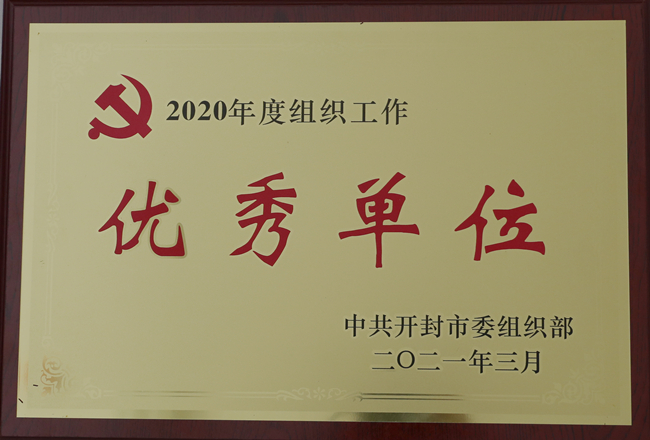 2020年度组织工作
优秀单位
中共开封市委组织部
二〇二一年三月